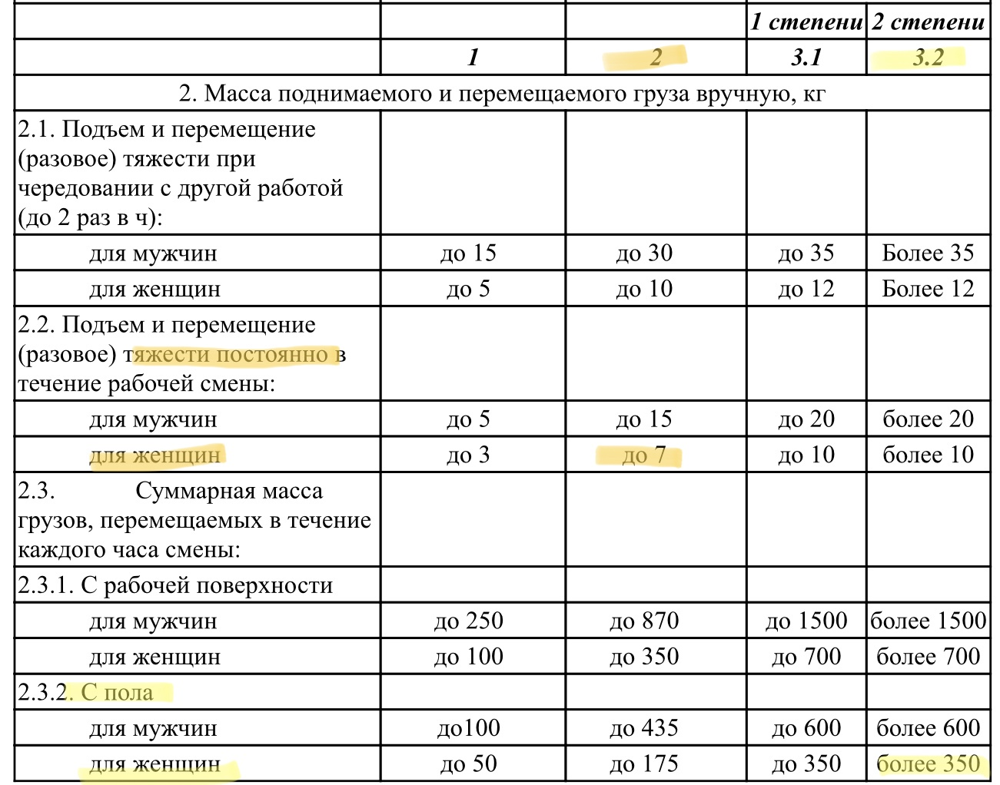 1 степени 2 степени
1 2 3.1 3.2
2. Масса поднимаемого и перемещаемого груза вручную, кг
2.1. Подъем и перемещение
(разовое) тяжести при
чередовании с другой работой
(до 2 раз в ч):
для мужчин до 15 до 30 до 35 Более 35
для женщин до 5 до 10 до 12 Более 12
2.2. Подъем и перемещение
(разовое) тяжести постоянно в
течение рабочей смены:
для мужчин до 5 до 15 до 20 более 20
для женщин до 3 до 7 до 10 более 10
2.3. Суммарная масса
грузов, перемещаемых в течение
каждого часа смены:
2.3.1. С рабочей поверхности
для мужчин до 250 до 870 до 1500 более 1500
для женщин до 100 до 350 до 700 более 700
2.3.2. С пола
для мужчин до100 до 435 до 600 более 600
для женщин до 50 до 175 до 350 более 350